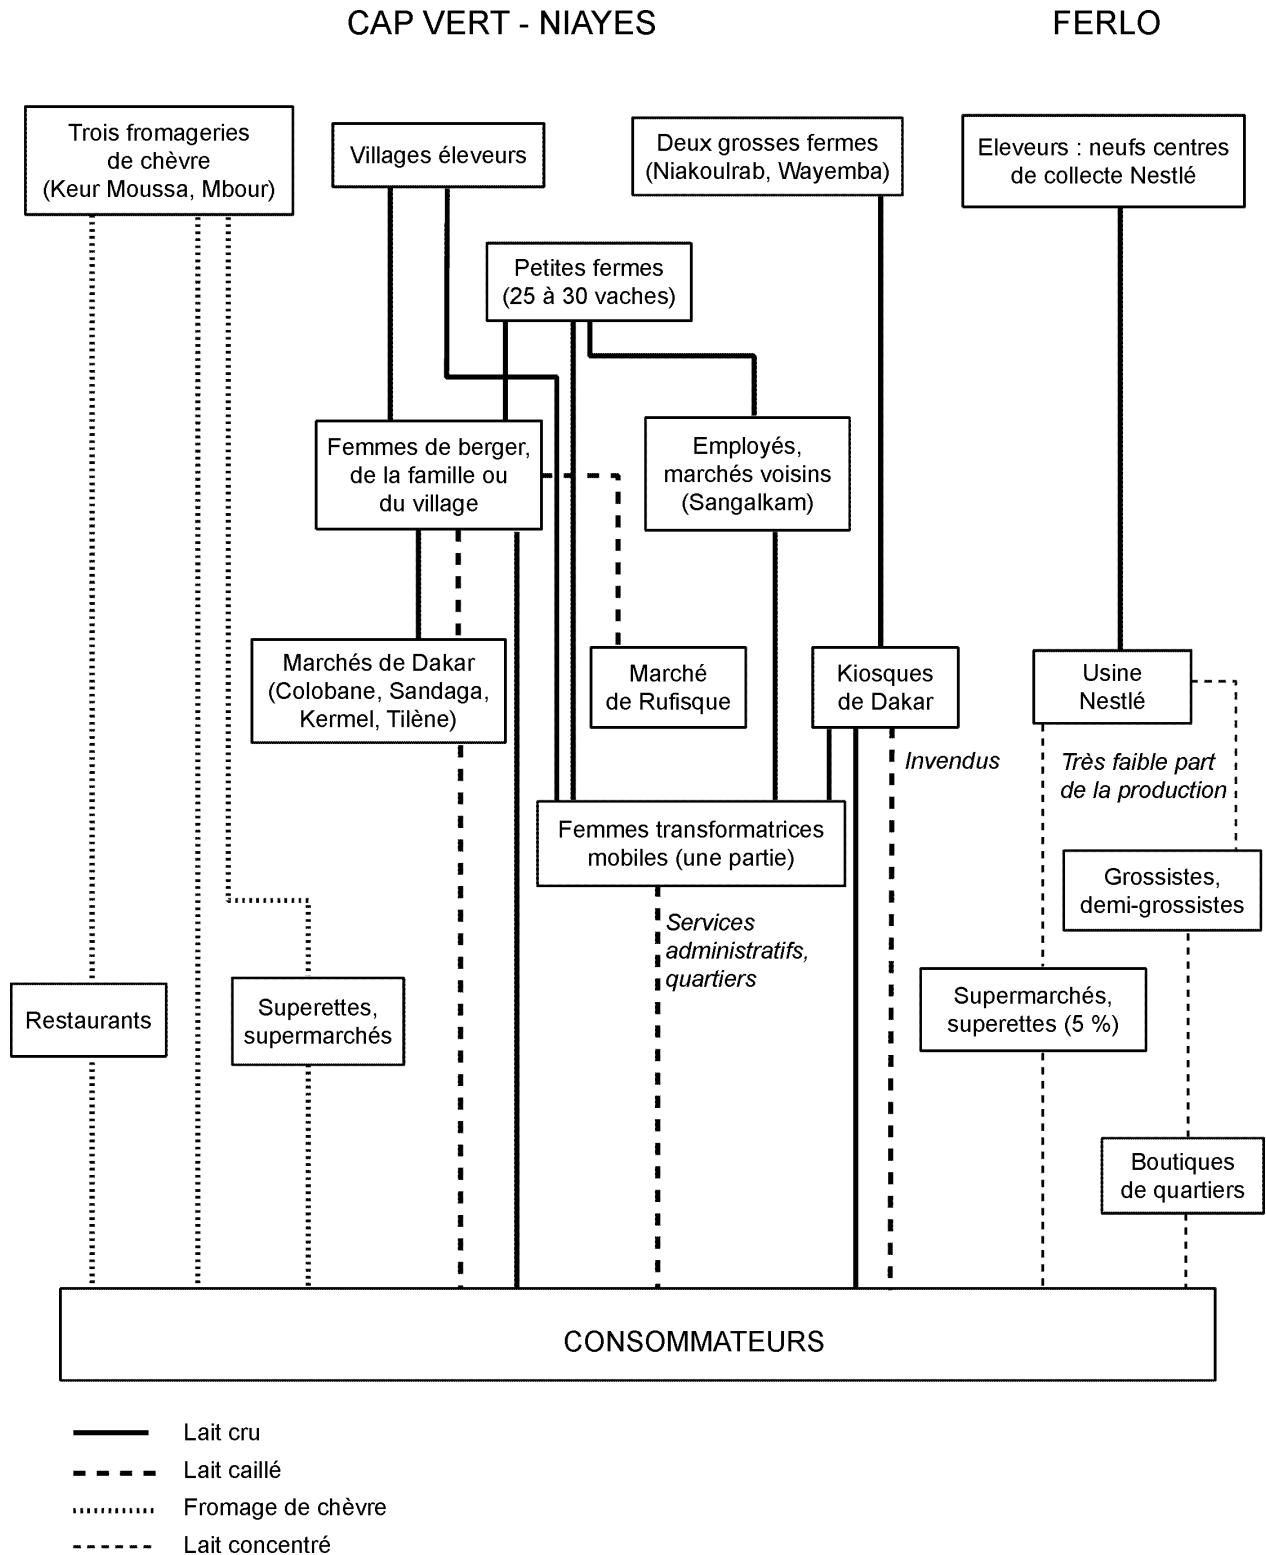 CAP VERT - NIAYES
FERLO
Trois fromageries
de chèvre
(Keur Moussa, Mbour)
Villages éleveurs
Deux grosses fermes
(Niakoulrab, Wayemba)
Eleveurs : neufs centres
de collecte Nestlé
Petites fermes
(25 à 30 vaches)
Femmes de berger,
de la famille ou
du village
Employés,
marchés voisins
(Sangalkam)
Marchés de Dakar
(Colobane, Sandaga,
Kermel, Tilène)
Marché
de Rufisque
Kiosques
de Dakar
Usine
Nestlé
Invendus
Très faible part
de la production
Femmes transformatrices
mobiles (une partie)
Grossistes,
demi-grossistes
Services
administratifs,
quartiers
Restaurants
Superettes,
supermarchés
Supermarchés,
superettes (5 %)
Boutiques
de quartiers
CONSOMMATEURS
Lait cru
Lait caillé
Fromage de chèvre
Lait concentré